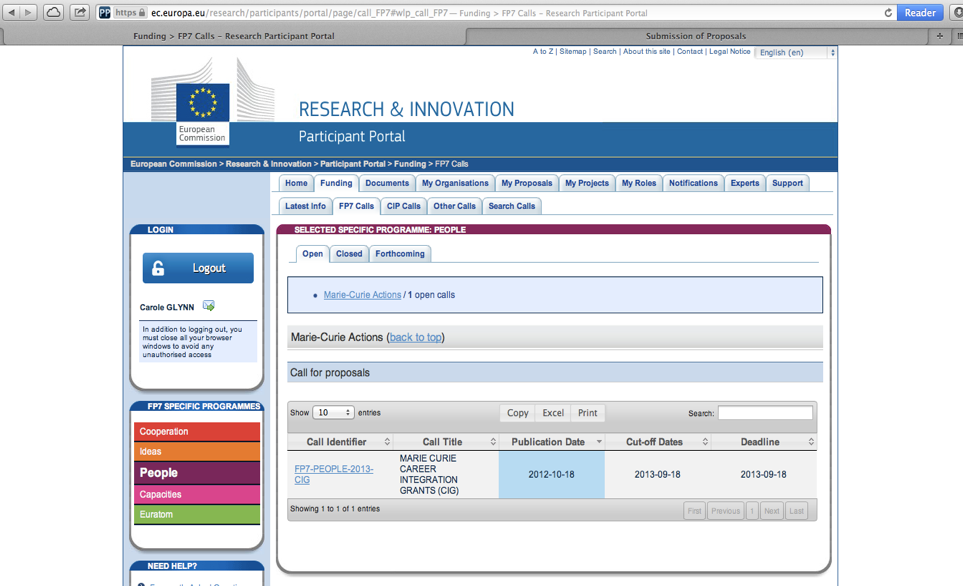 PP https ec.europa.eu/research/participants/portal/page/call_FP7#wlp_call_FP7 — Funding > FP7 Calls – Research Participant Portal Reader
Funding > FP7 Calls – Research Participant Portal Submission of Proposals +
A to Z | Sitemap | Search | About this site | Contact | Legal Notice English (en)
European
Commission
RESEARCH & INNOVATION
Participant Portal
European Commission > Research & Innovation > Participant Portal > Funding > FP7 Calls
Home Funding Documents My Organisations My Proposals My Projects My Roles Notifications Experts Support
Latest Info FP7 Calls CIP Calls Other Calls Search Calls
LOGIN
Logout
Carole GLYNN
In addition to logging out, you
must close all your browser
windows to avoid any
unauthorised access
FP7 SPECIFIC PROGRAMMES
Cooperation
Ideas
People
Capacities
Euratom
NEED HELP?
SELECTED SPECIFIC PROGRAMME: PEOPLE
Open Closed Forthcoming
• Marie-Curie Actions / 1 open calls
Marie-Curie Actions (back to top)
Call for proposals
Show 10 entries Copy Excel Print Search:
Call Identifier Call Title Publication Date Cut-off Dates Deadline
FP7-PEOPLE-2013-
CIG
MARIE CURIE
CAREER
INTEGRATION
GRANTS (CIG)
2012-10-18 2013-09-18 2013-09-18
Showing 1 to 1 of 1 entries First Previous 1 Next Last